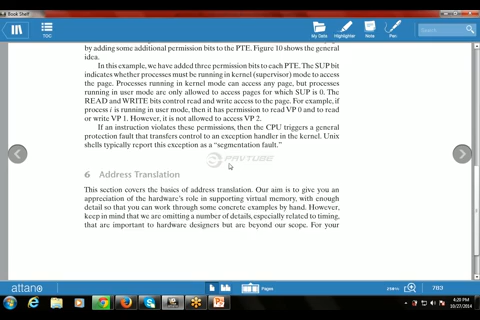 Book Shelf
TOC
My Data
Highlighter
Note
Pen
Search
by adding some additional permission bits to the PTE. Figure 10 shows the general
idea.
In this example, we have added three permission bits to each PTE. The SUP bit
indicates whether processes must be running in kernel (supervisor) mode to access
the page. Processes running in kernel mode can access any page, but processes
running in user mode are only allowed to access pages for which SUP is 0. The
READ and WRITE bits control read and write access to the page. For example, if
process i is running in user mode, then it has permission to read VP 0 and to read
or write VP 1. However, it is not allowed to access VP 2.
If an instruction violates these permissions, then the CPU triggers a general
protection fault that transfers control to an exception handler in the kernel. Unix
shells typically report this exception as a “segmentation fault.”
PAVTUBE
6 Address Translation
This section covers the basics of address translation. Our aim is to give you an
appreciation of the hardware's role in supporting virtual memory, with enough
detail so that you can work through some concrete examples by hand. However,
keep in mind that we are omitting a number of details, especially related to timing,
that are important to hardware designers but are beyond our scope. For your
attano
Pages
ZOOM
783
4:20 PM
10/27/2014